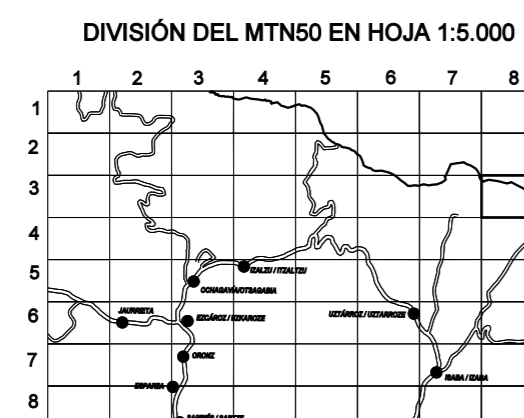 DIVISIÓN DEL MTN50 EN HOJA 1:5.000
1 2 3 4 5 6 7 8
1
2
3
4
5
IZALZU / ITZALTZU
OCHAGAVÍA/OTSAGABIA
6
JAURRIETA
EZCÁROZ / EZKAROZE
UZTÁRROZ / UZTARROZE
7
ORONZ
ISABA / IZABA
8
ESPARZA